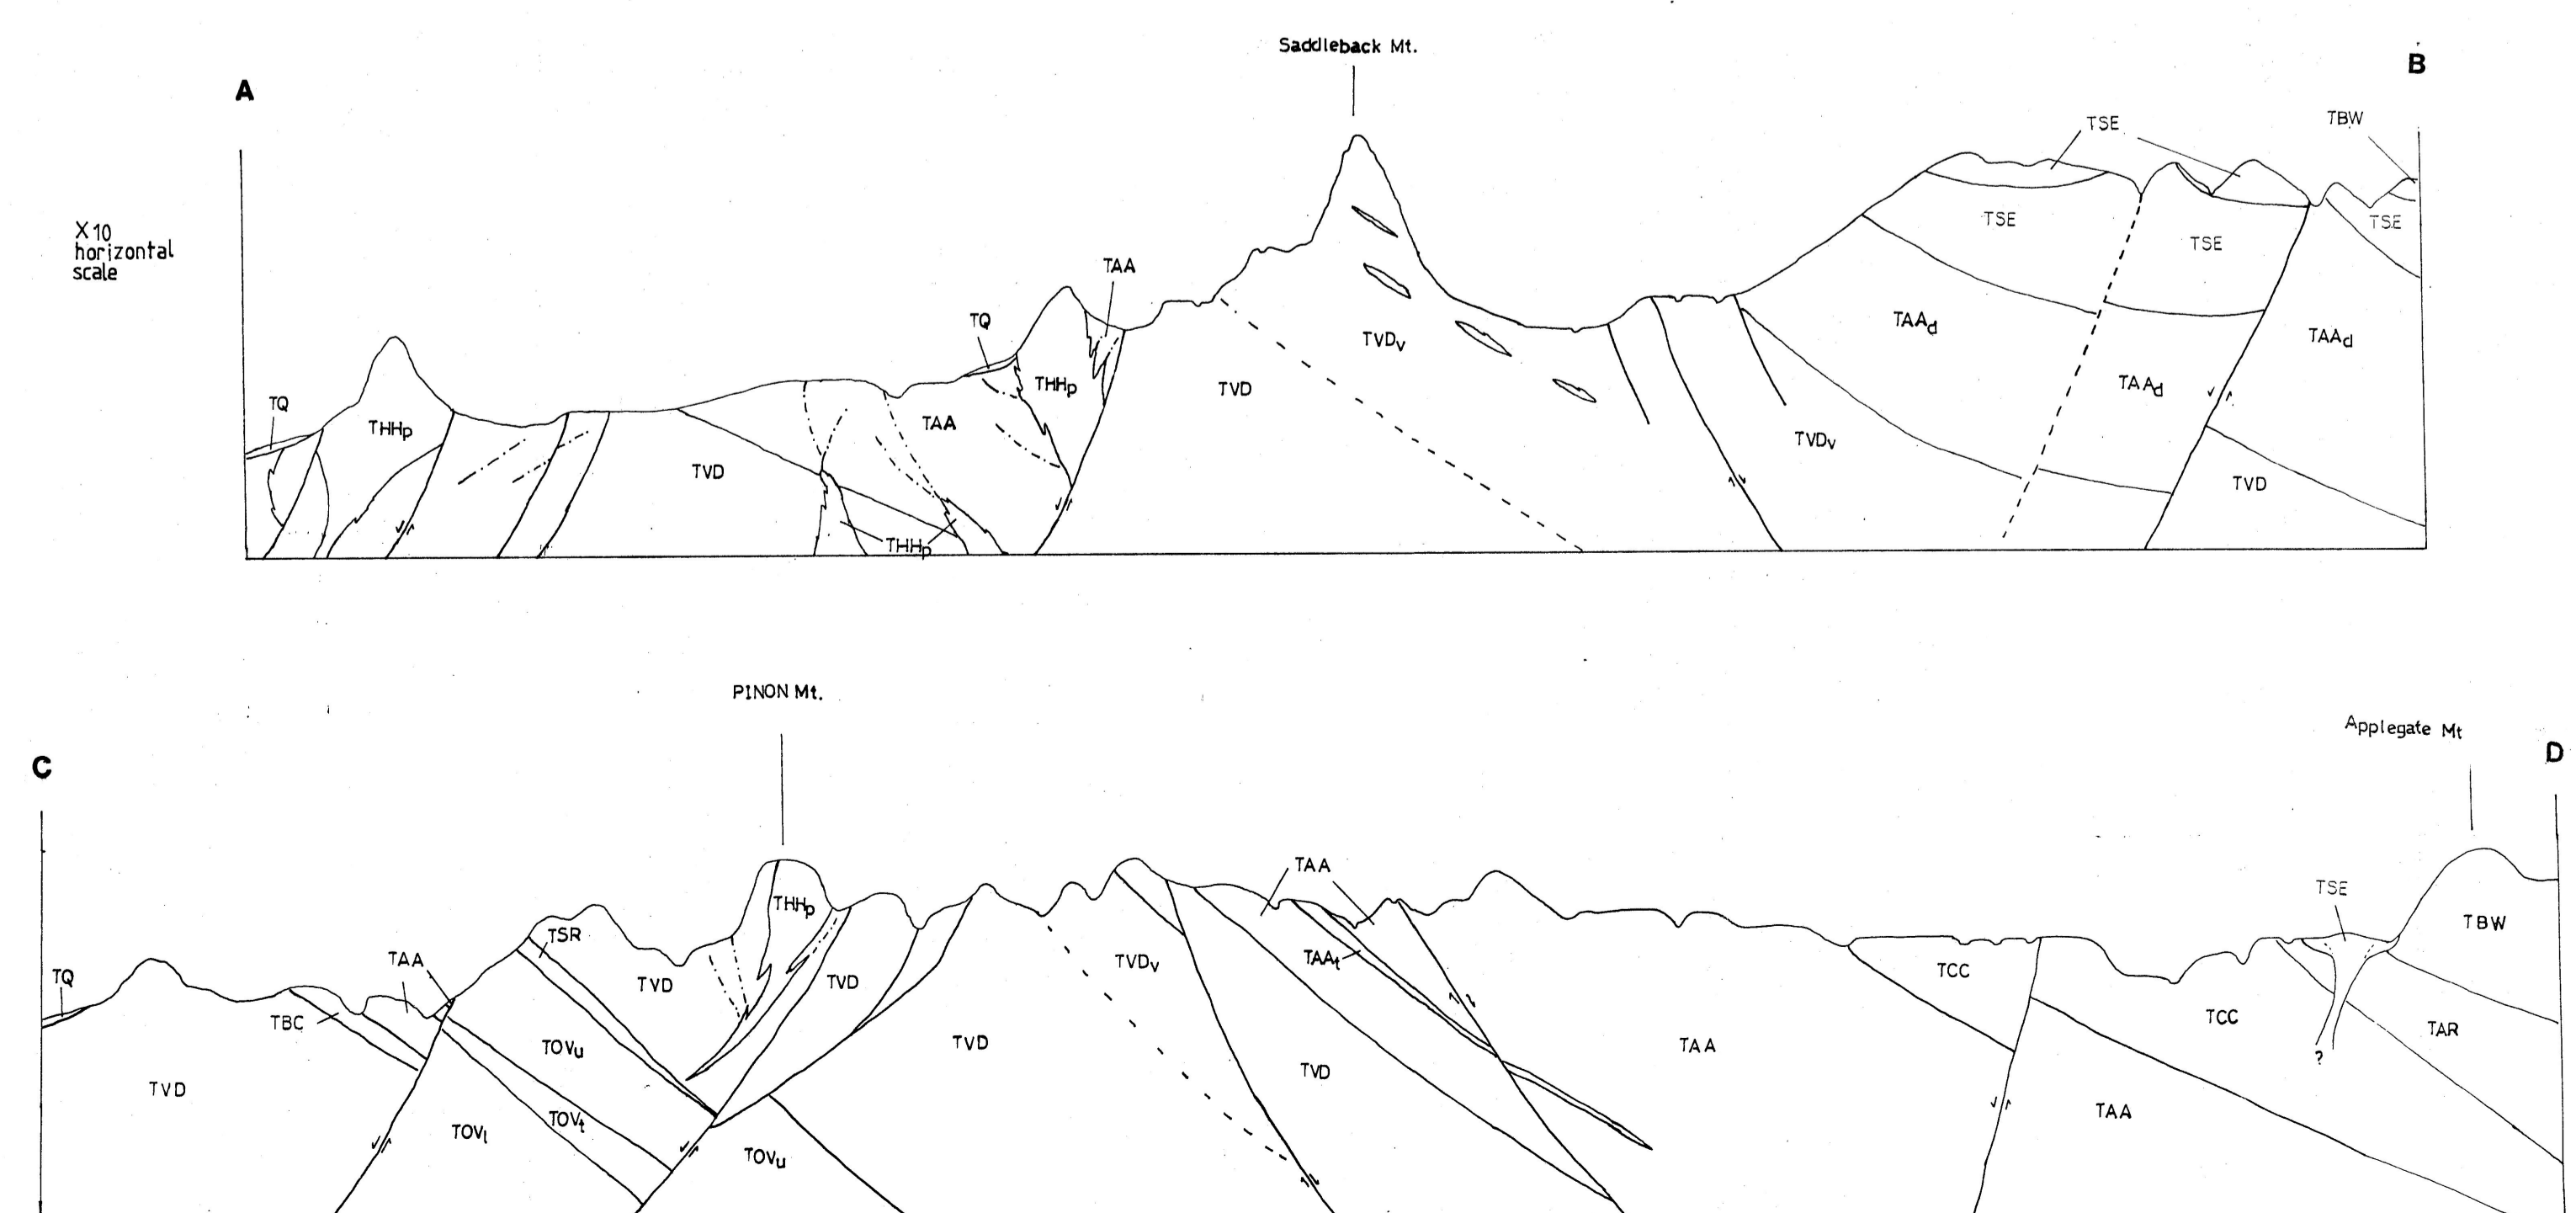 Saddleback Mt.
A
B
TSE
TBW
X10
horizontal
scale
TSE
TSE
TSE
TAA
TQ
TAAd
TAAd
TVDv
THHp
TVD
TAAd
TQ
THHp
TAA
TVDv
TVD
TVD
THHp
PINON Mt.
Applegate Mt
C
D
TAA
TSE
THHp
TBW
TSR
TAA
TVDv
TAAt
TCC
TQ
TVD
TVD
TBC
TCC
TAR
TOVu
TVD
TAA
?
TVD
TVD
TOVt
TOVl
TAA
TOVu